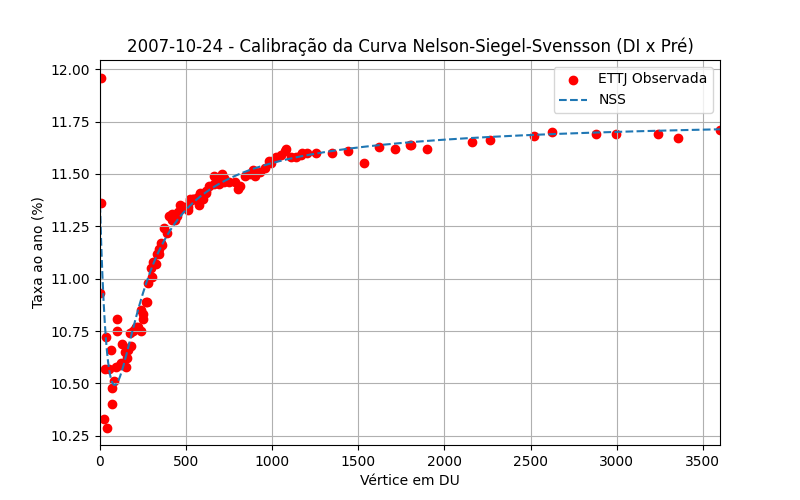 2007-10-24 - Calibração da Curva Nelson-Siegel-Svensson (DI x Pré)
ETTJ Observada
NSS
Taxa ao ano (%)
12.00
11.75
11.50
11.25
11.00
10.75
10.50
10.25
0 500 1000 1500 2000 2500 3000 3500
Vértice em DU